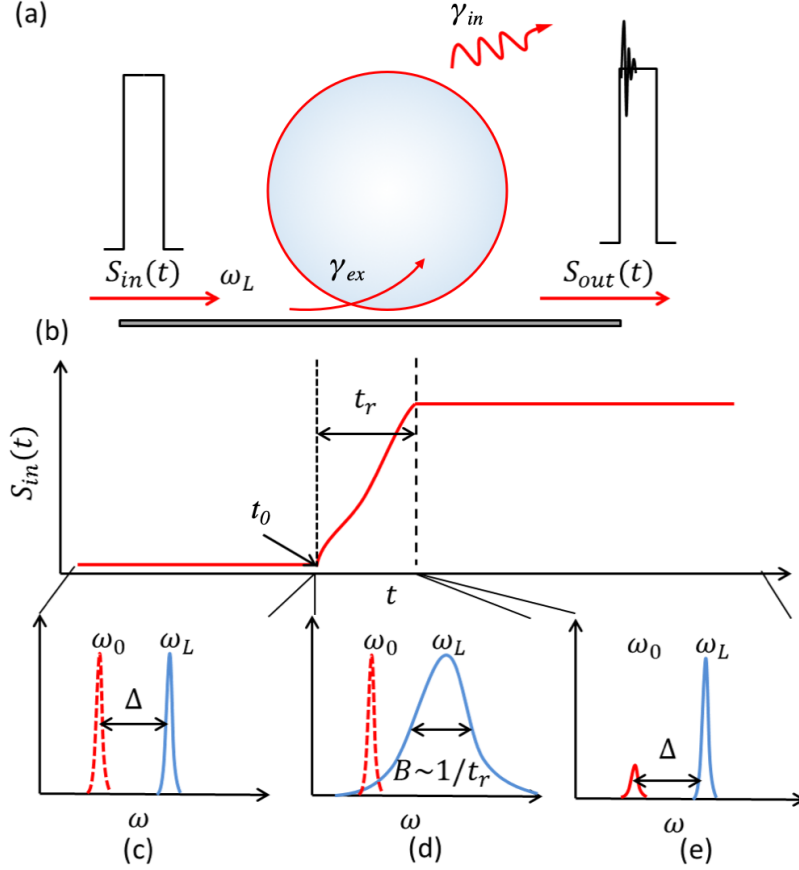 (a)
γ_in
S_in(t)
ω_L
γ_ex
S_out(t)
(b)
S_in(t)
t_r
t_0
t
ω_0 ω_L
Δ
ω
(c)
ω_0 ω_L
B~1/t_r
ω
(d)
ω_0 ω_L
Δ
ω
(e)